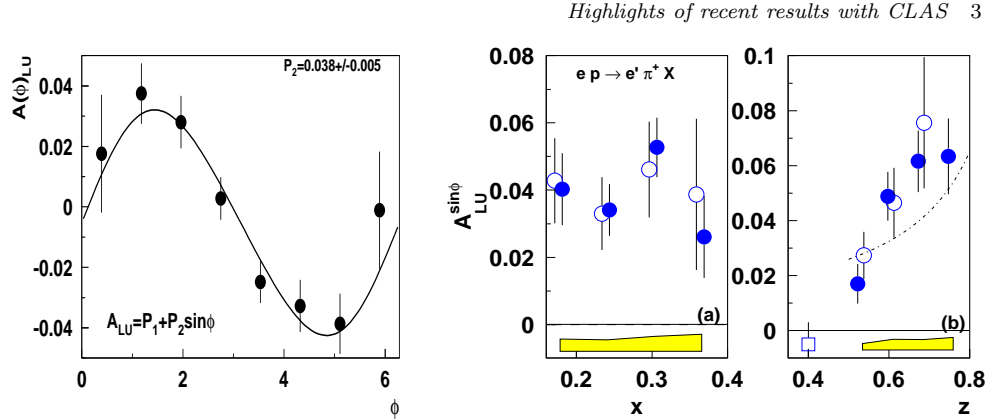 Highlights of recent results with CLAS 3
A(ϕ)LU
P2=0.038+/-0.005
0.04
0.02
0
-0.02
-0.04
ALU=P1+P2sinϕ
0 2 4 6
ϕ
A LU sinϕ
0.08
0.06
0.04
0.02
0
e p → e' π+ X
(a)
0.2 0.3 0.4
x
0.1
0.08
0.06
0.04
0.02
0
(b)
0.4 0.6 0.8
z